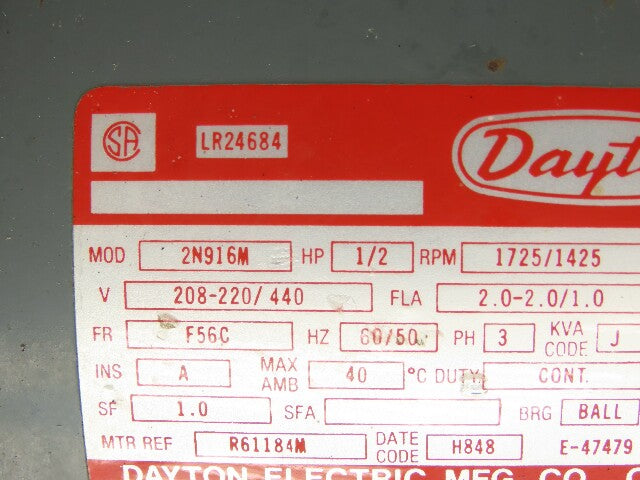 SA LR24684
Dayt
MOD 2N916M HP 1/2 RPM 1725/1425
V 208-220/440 FLA 2.0-2.0/1.0
FR F56C HZ 60/50 PH 3 KVA CODE J
INS A MAX AMB 40 °C DUTY CONT.
SF 1.0 SFA BRG BALL
MTR REF R61184M DATE CODE H848 E-47479
DAYTON ELECTRIC MFG. CO.